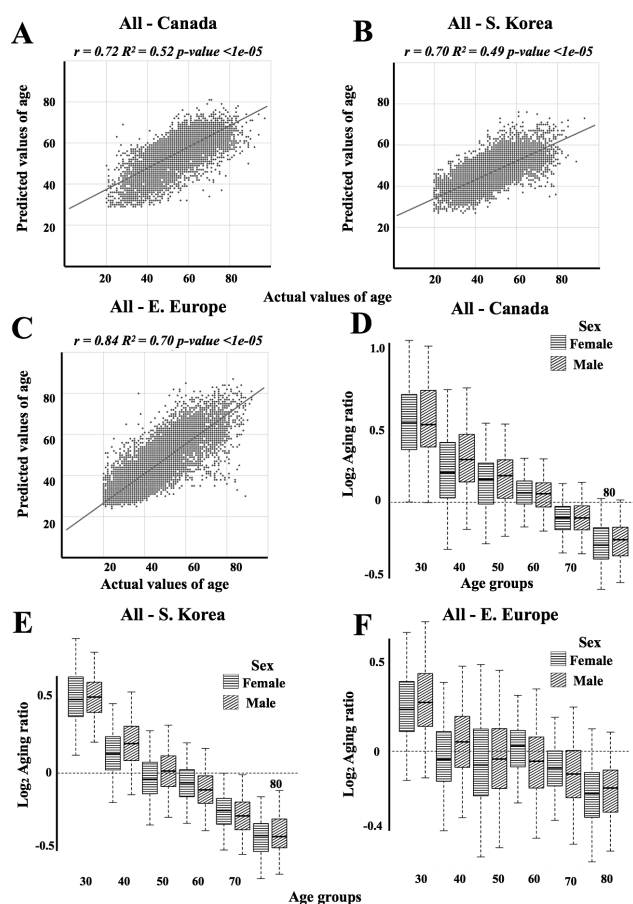 A
All - Canada
r = 0.72 R² = 0.52 p-value <1e-05
Predicted values of age
80
60
40
20
20 40 60 80
B
All - S. Korea
r = 0.70 R² = 0.49 p-value <1e-05
Predicted values of age
80
60
40
20
20 40 60 80
Actual values of age
C
All - E. Europe
r = 0.84 R² = 0.70 p-value <1e-05
Predicted values of age
80
60
40
20
20 40 60 80
Actual values of age
D
All - Canada
Sex
Female
Male
Log₂ Aging ratio
1.0
0.5
0
-0.5
80
30 40 50 60 70
Age groups
E
All - S. Korea
Sex
Female
Male
Log₂ Aging ratio
0.5
0
-0.5
80
30 40 50 60 70
F
All - E. Europe
Sex
Female
Male
Log₂ Aging ratio
0.5
0
-0.4
30 40 50 60 70 80
Age groups